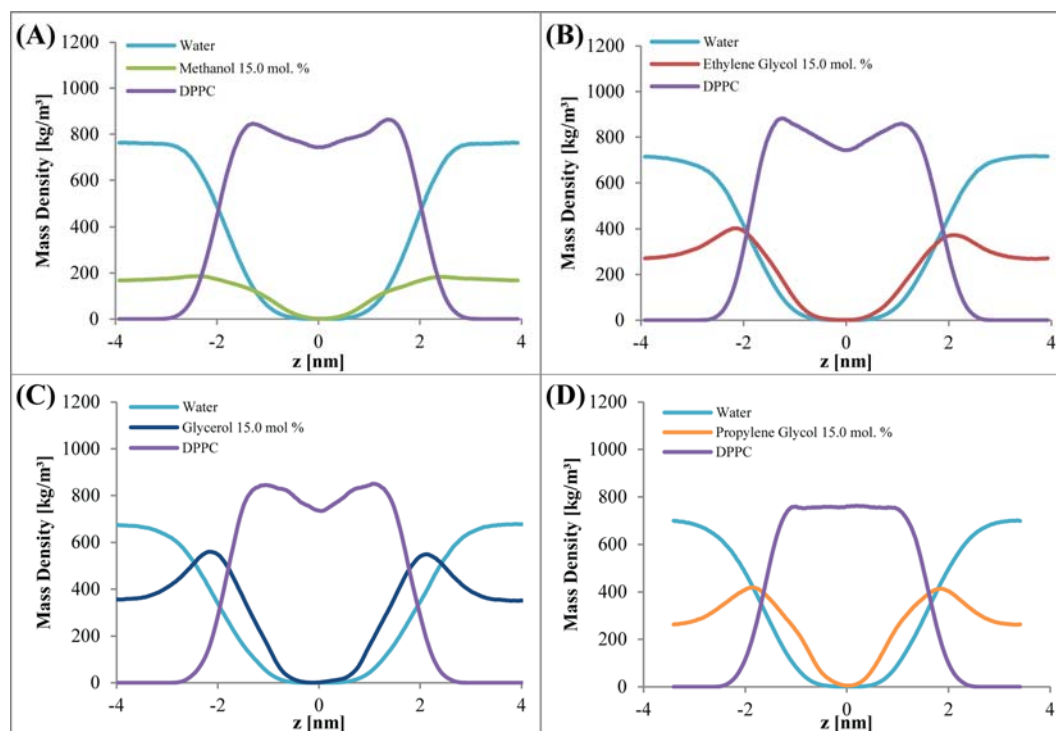 (A)
Mass Density [kg/m³]
1200
1000
800
600
400
200
0
Water
Methanol 15.0 mol. %
DPPC
-4
-2
0
2
4
z [nm]
(B)
Mass Density [kg/m³]
1200
1000
800
600
400
200
0
Water
Ethylene Glycol 15.0 mol. %
DPPC
-4
-2
0
2
4
z [nm]
(C)
Mass Density [kg/m³]
1200
1000
800
600
400
200
0
Water
Glycerol 15.0 mol %
DPPC
-4
-2
0
2
4
z [nm]
(D)
Mass Density [kg/m³]
1200
1000
800
600
400
200
0
Water
Propylene Glycol 15.0 mol. %
DPPC
-4
-2
0
2
4
z [nm]